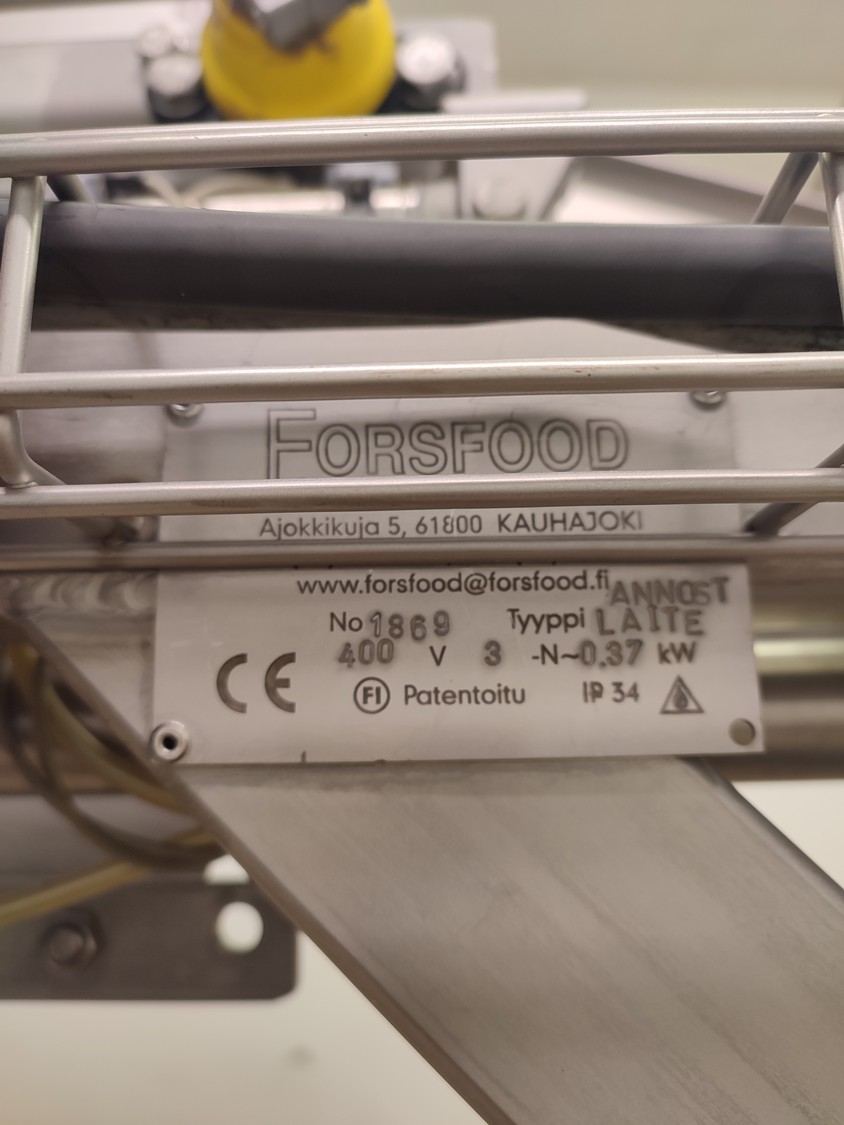 FORSFOOD
Ajokkikuja 5, 61800 KAUHAJOKI
www.forsfood@forsfood.fi
No 1869 Tyyppi ANNOST LAITE
400 V 3 -N~0.37 kW
CE FI Patentoitu IP 34